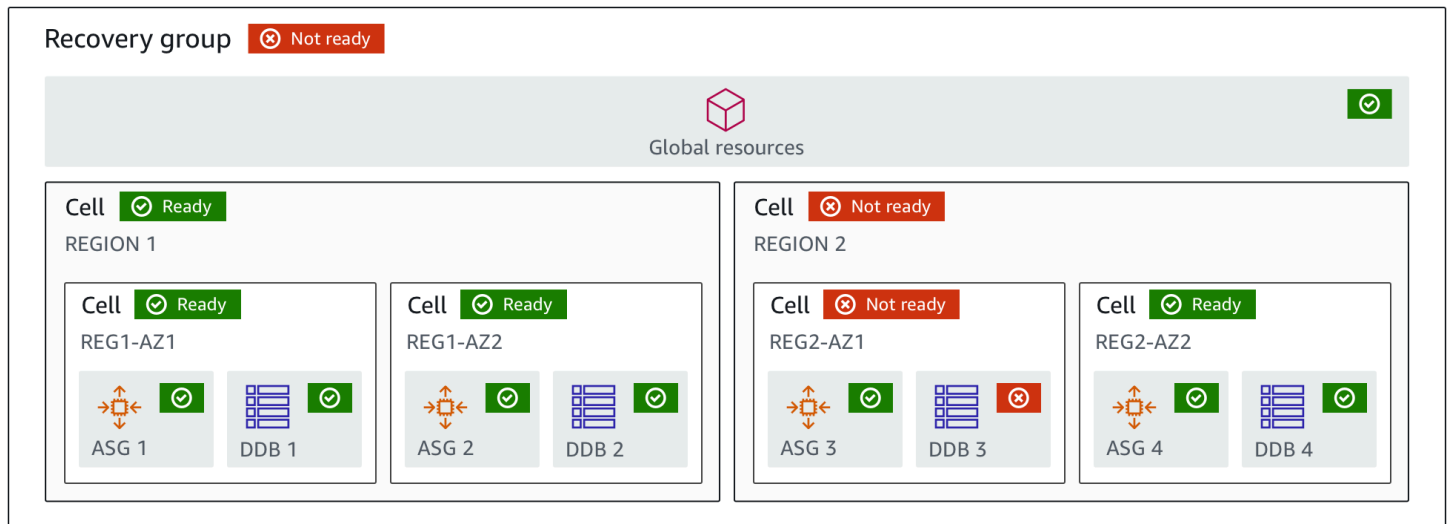 Recovery group Not ready
Global resources
Cell Ready
REGION 1
Cell Ready
REG1-AZ1
ASG 1
DDB 1
Cell Ready
REG1-AZ2
ASG 2
DDB 2
Cell Not ready
REGION 2
Cell Not ready
REG2-AZ1
ASG 3
DDB 3
Cell Ready
REG2-AZ2
ASG 4
DDB 4